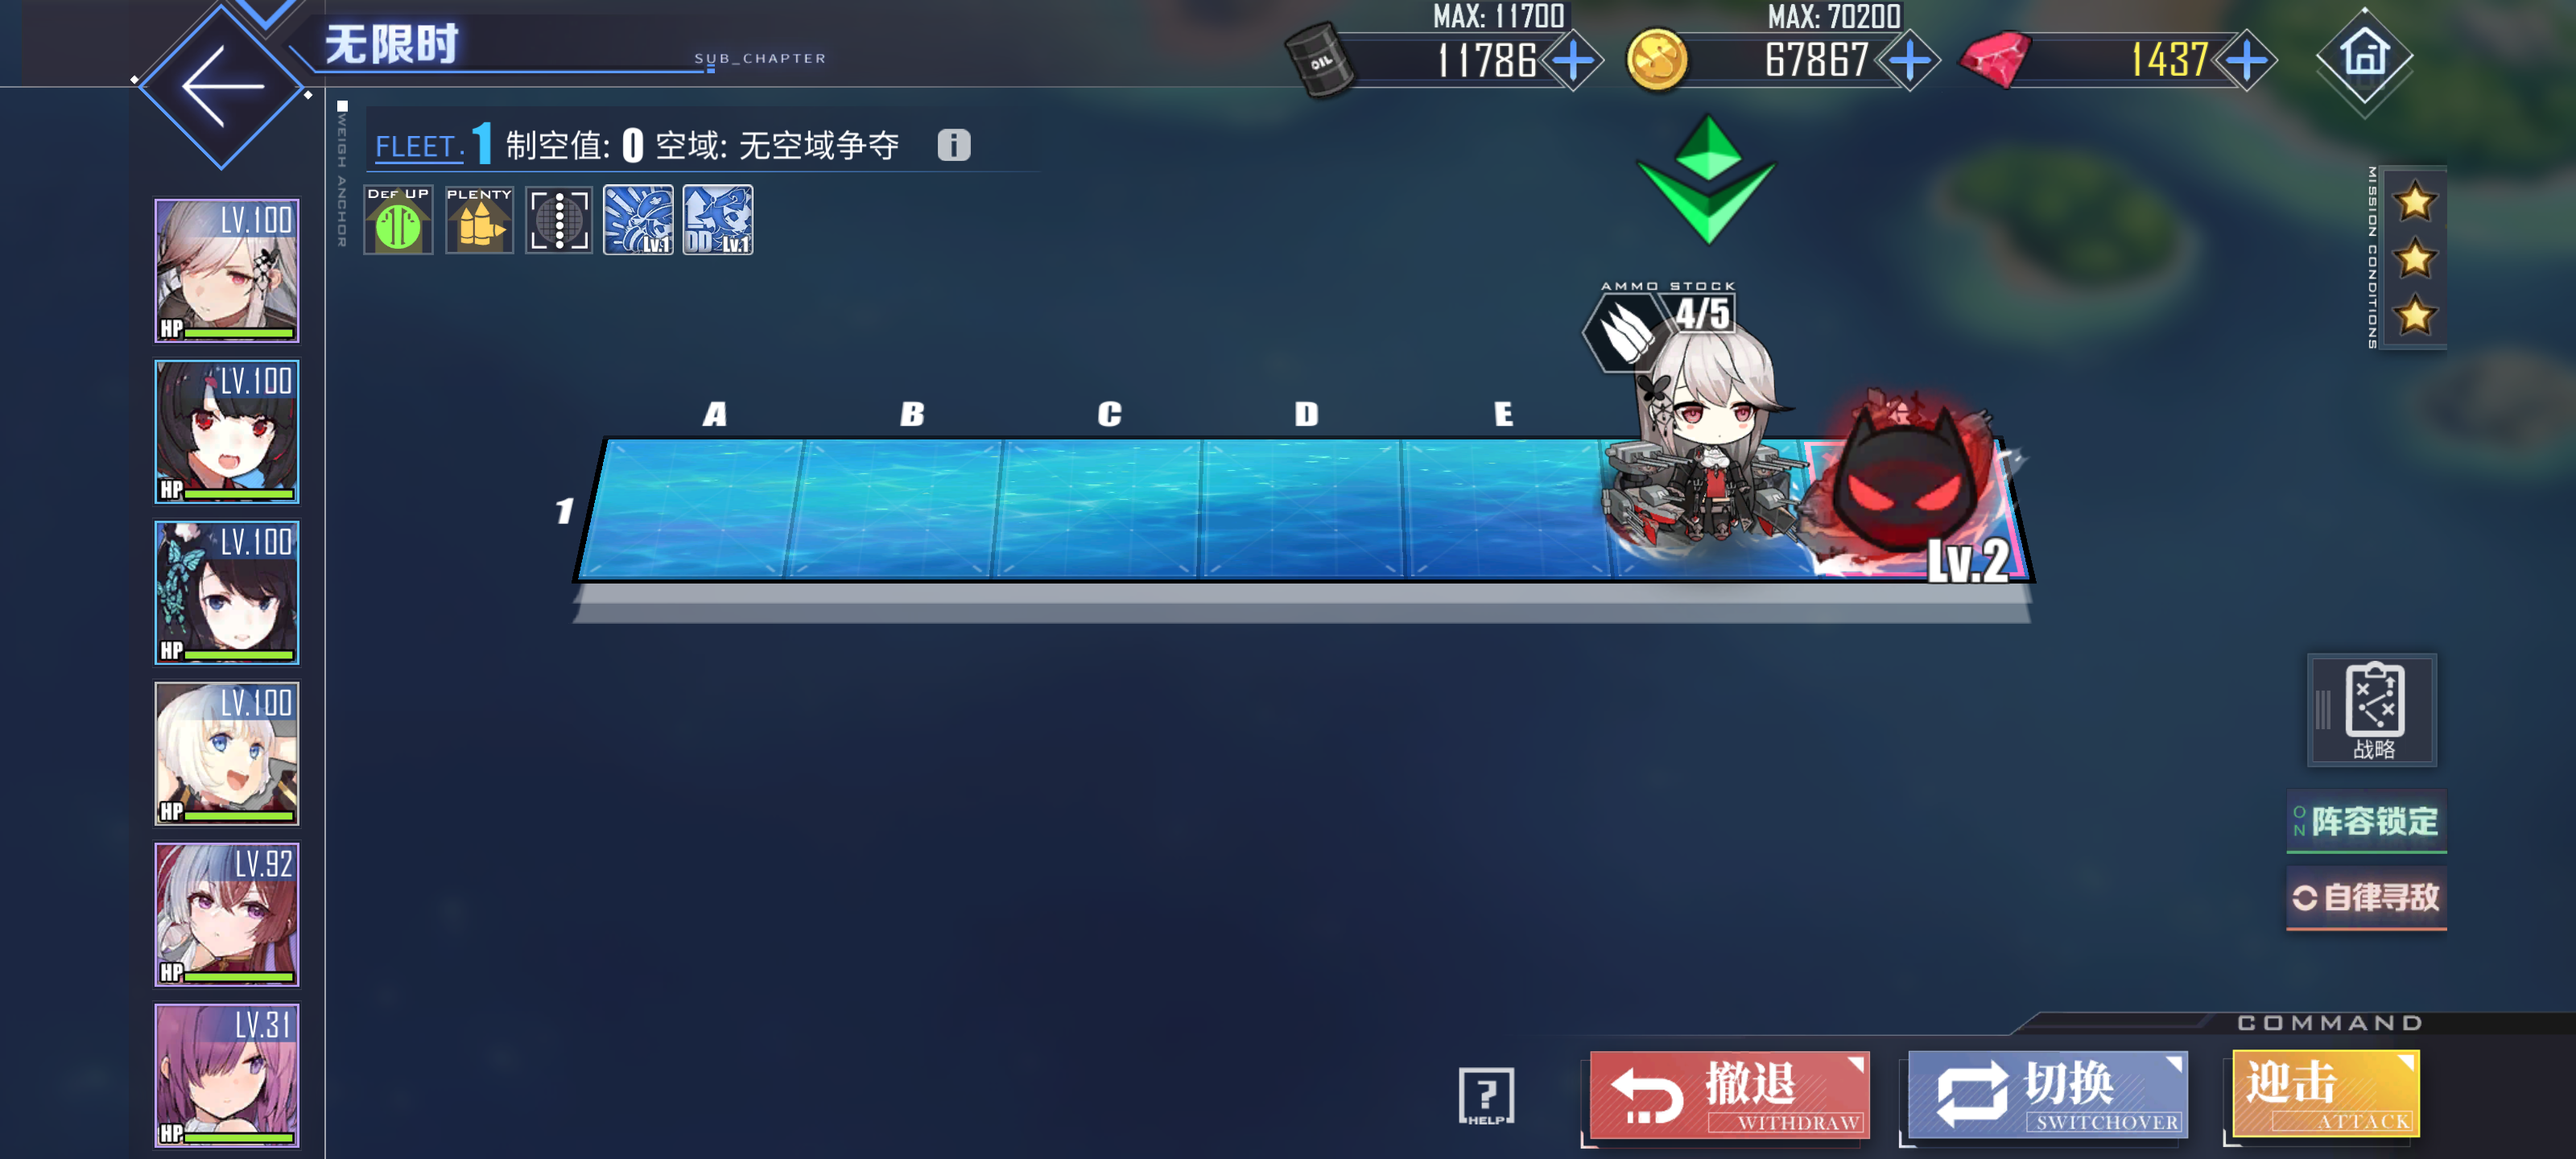 无限时
SUB_CHAPTER
OIL
MAX: 11700
11786
MAX: 70200
67867
1437
WEIGH ANCHOR
FLEET. 1 制空值: 0 空域: 无空域争夺 i
DEF UP
PLENTY
Lv.1
DD Lv.1
MISSION CONDITIONS
LV.100
HP
LV.100
HP
LV.100
HP
LV.100
HP
LV.92
HP
LV.31
HP
AMMO STOCK
4/5
A B C D E
1
Lv.2
战略
ON 阵容锁定
自律寻敌
COMMAND
?
HELP
撤退
WITHDRAW
切换
SWITCHOVER
迎击
ATTACK